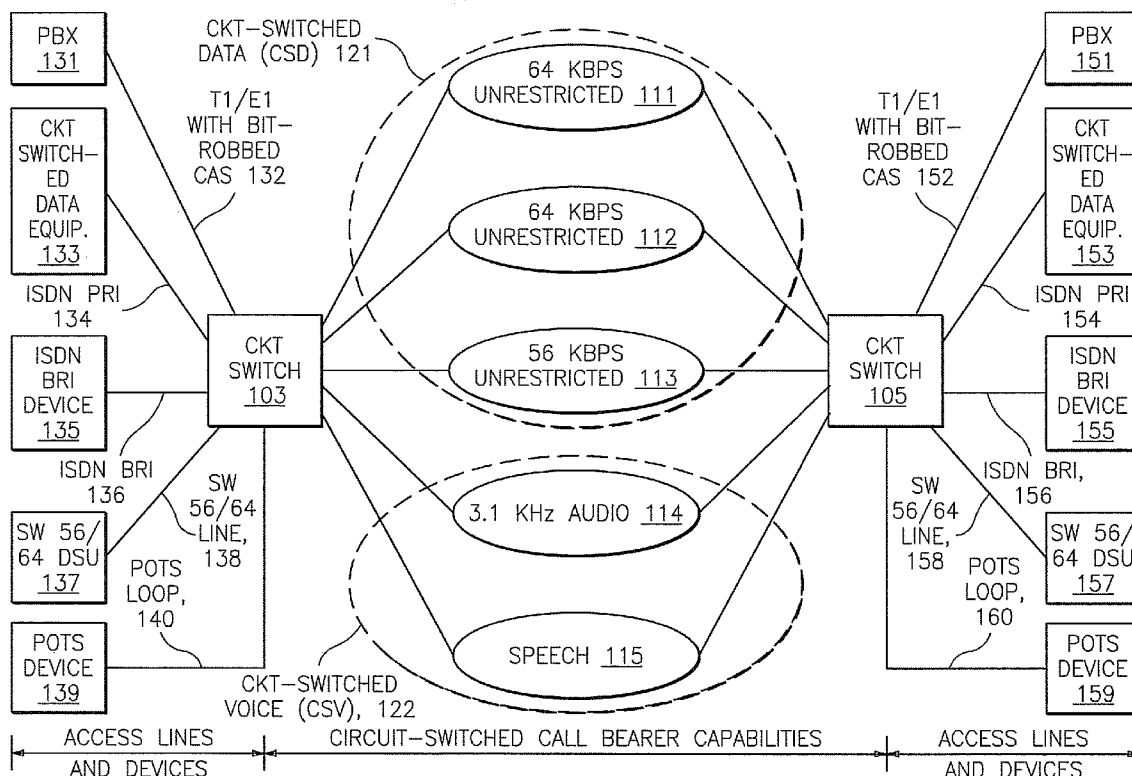 PBX
131
CKT
SWITCH-
ED
DATA
EQUIP.
133
ISDN PRI
134
ISDN
BRI
DEVICE
135
ISDN BRI
136
SW 56/
64 DSU
137
POTS
DEVICE
139
T1/E1
WITH BIT-
ROBBED
CAS 132
CKT
SWITCH
103
SW
56/64
LINE,
138
POTS
LOOP,
140
CKT-SWITCHED
DATA (CSD) 121
64 KBPS
UNRESTRICTED 111
64 KBPS
UNRESTRICTED 112
56 KBPS
UNRESTRICTED 113
3.1 KHz AUDIO 114
SPEECH 115
CKT-SWITCHED
VOICE (CSV), 122
T1/E1
WITH BIT-
ROBBED
CAS 152
CKT
SWITCH
105
SW
56/64
LINE,
158
POTS
LOOP,
160
PBX
151
CKT
SWITCH-
ED
DATA
EQUIP.
153
ISDN PRI
154
ISDN
BRI
DEVICE
155
ISDN BRI,
156
SW 56/
64 DSU
157
POTS
DEVICE
159
ACCESS LINES
AND DEVICES
CIRCUIT-SWITCHED CALL BEARER CAPABILITIES
ACCESS LINES
AND DEVICES